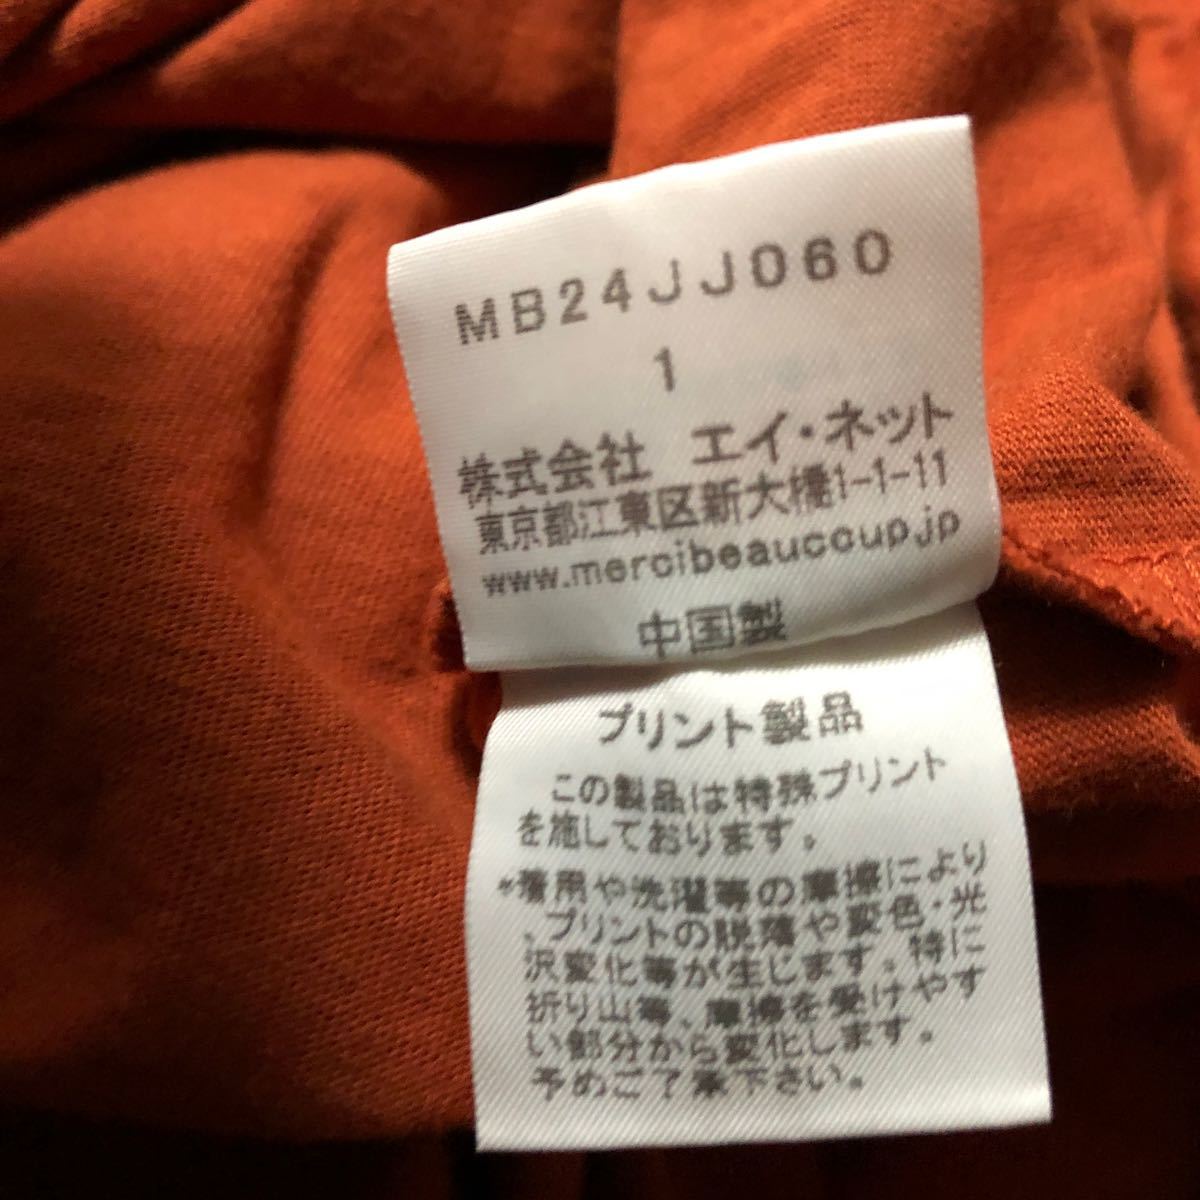 MB24JJ060
1
株式会社 エイ・ネット
東京都江東区新大橋1-1-11
www.mercibeaucoup.jp
中国製
プリント製品
この製品は特殊プリント
を施しております。
*着用や洗濯等の摩擦により
、プリントの脱落や変色・光
沢変化等が生じます。特に
折り山等、摩擦を受けやす
い部分から変化します。
予めご了承下さい。